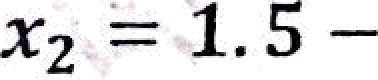 x₂ = 1.5 −